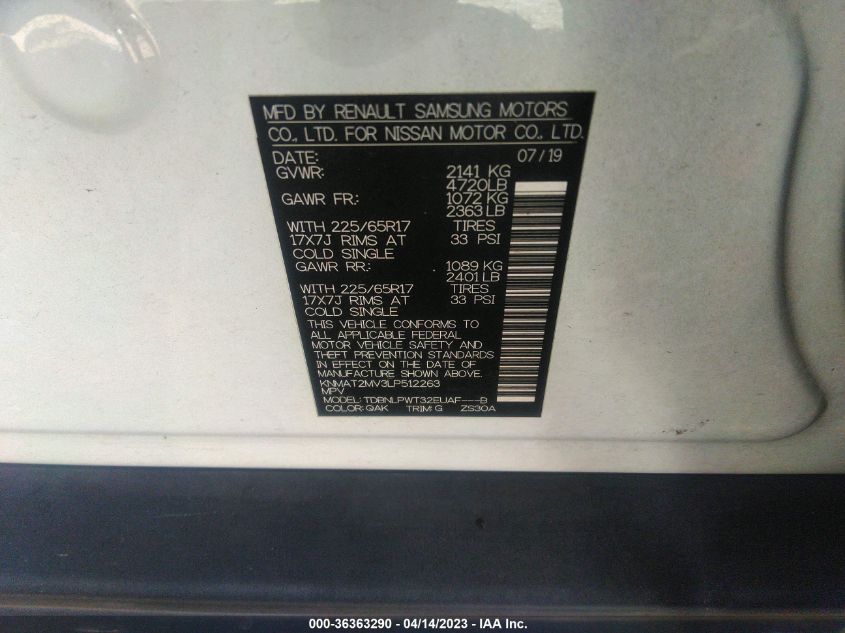 MFD BY RENAULT SAMSUNG MOTORS
CO., LTD. FOR NISSAN MOTOR CO., LTD.
DATE: 07/19
GVWR: 2141 KG
4720LB
GAWR FR: 1072 KG
2363 LB
WITH 225/65R17 TIRES
17X7J RIMS AT 33 PSI
COLD SINGLE
GAWR RR: 1089 KG
2401 LB
WITH 225/65R17 TIRES
17X7J RIMS AT 33 PSI
COLD SINGLE
THIS VEHICLE CONFORMS TO
ALL APPLICABLE FEDERAL
MOTOR VEHICLE SAFETY AND
THEFT PREVENTION STANDARDS
IN EFFECT ON THE DATE OF
MANUFACTURE SHOWN ABOVE.
KNMAT2MV3LP512263
MPV
MODEL: TDBNLPWT32EUAF---B
COLOR: QAK TRIM: G ZS30A
000-36363290 - 04/14/2023 - IAA Inc.